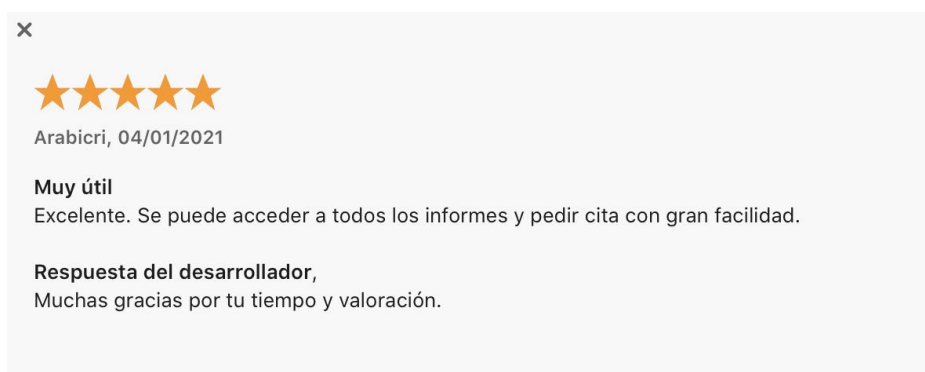 Arabicri, 04/01/2021
Muy útil
Excelente. Se puede acceder a todos los informes y pedir cita con gran facilidad.
Respuesta del desarrollador,
Muchas gracias por tu tiempo y valoración.